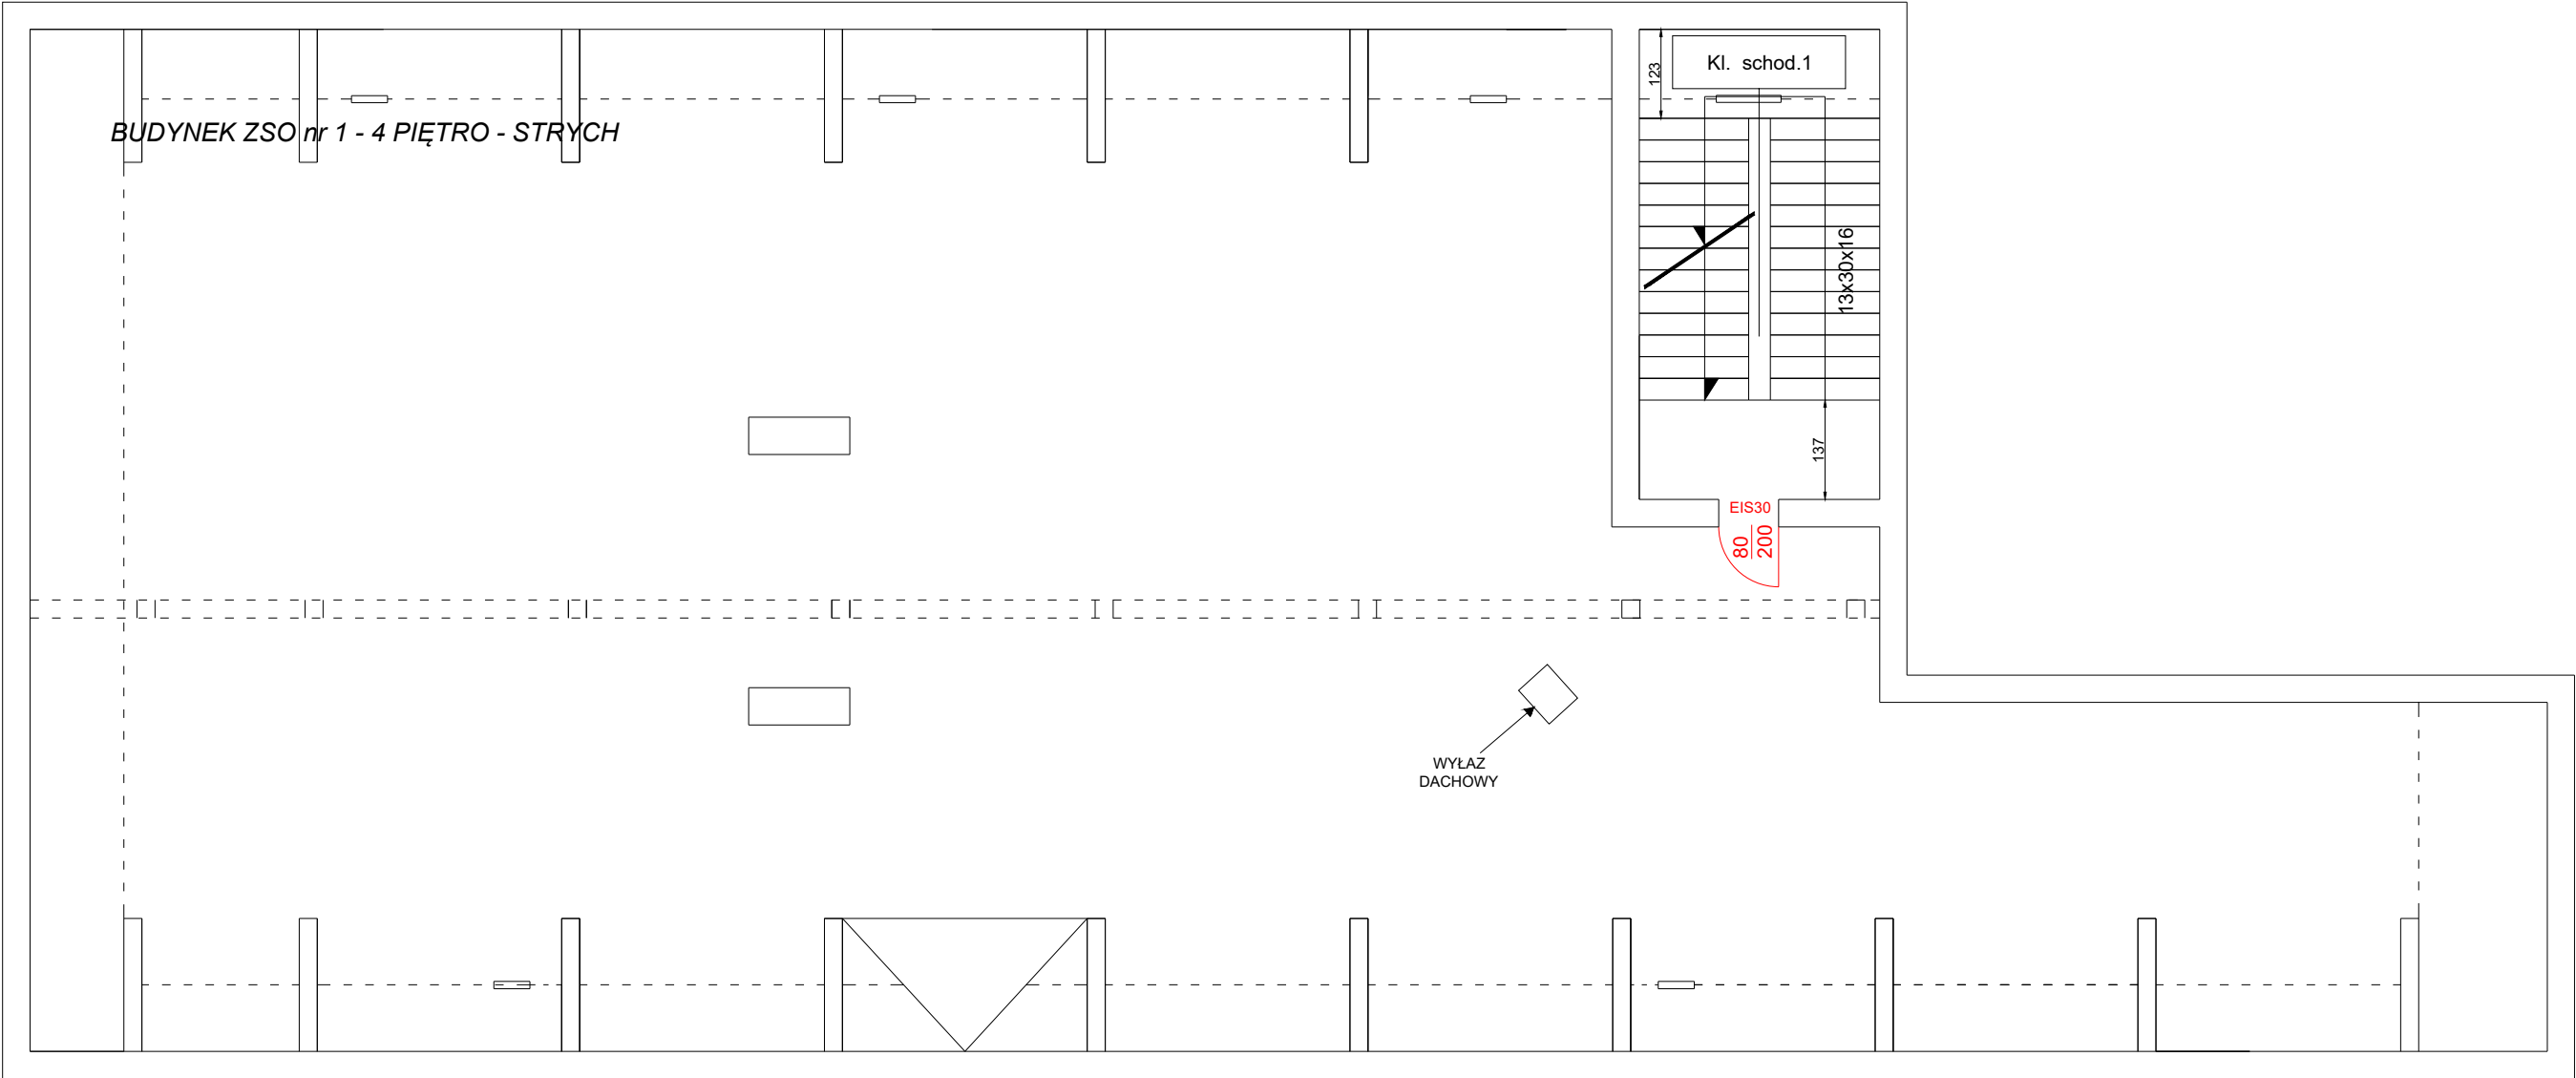 Kl. schod.1
123
BUDYNEK ZSO nr 1 - 4 PIĘTRO - STRYCH
13x30x16
137
EIS30
80
200
WYŁAZ
DACHOWY